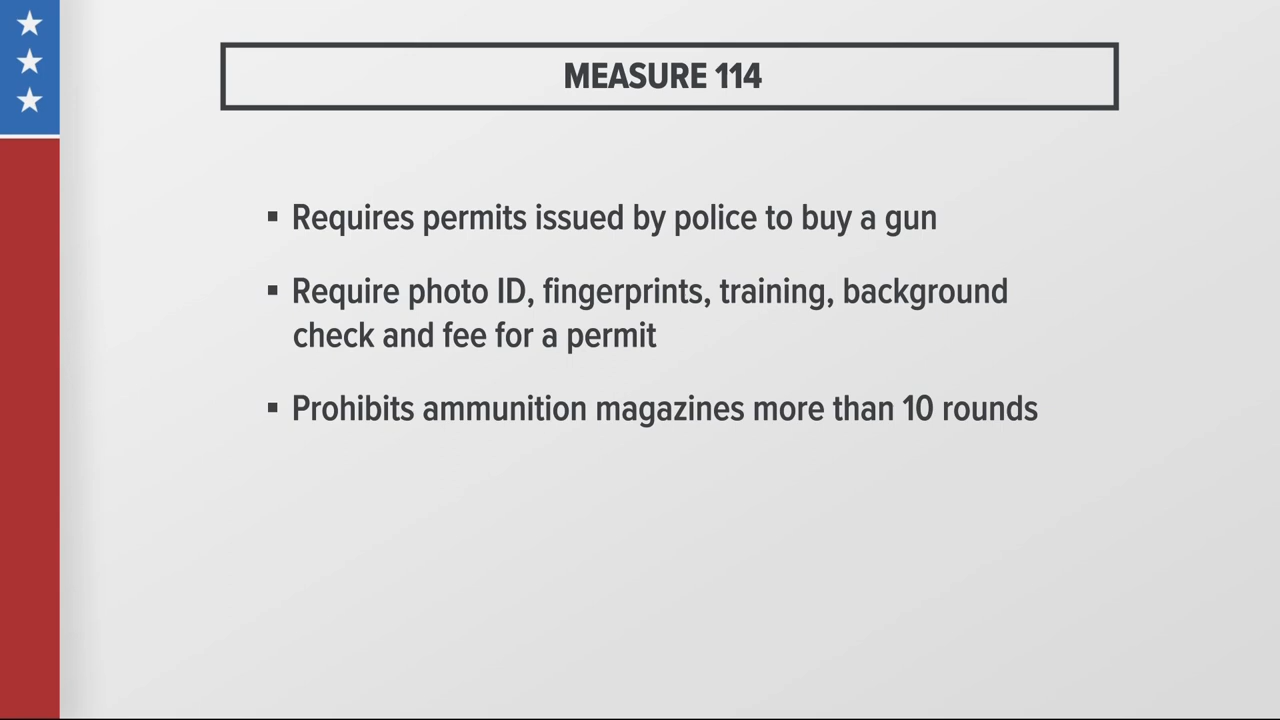 MEASURE 114
▪ Requires permits issued by police to buy a gun
▪ Require photo ID, fingerprints, training, background
check and fee for a permit
▪ Prohibits ammunition magazines more than 10 rounds